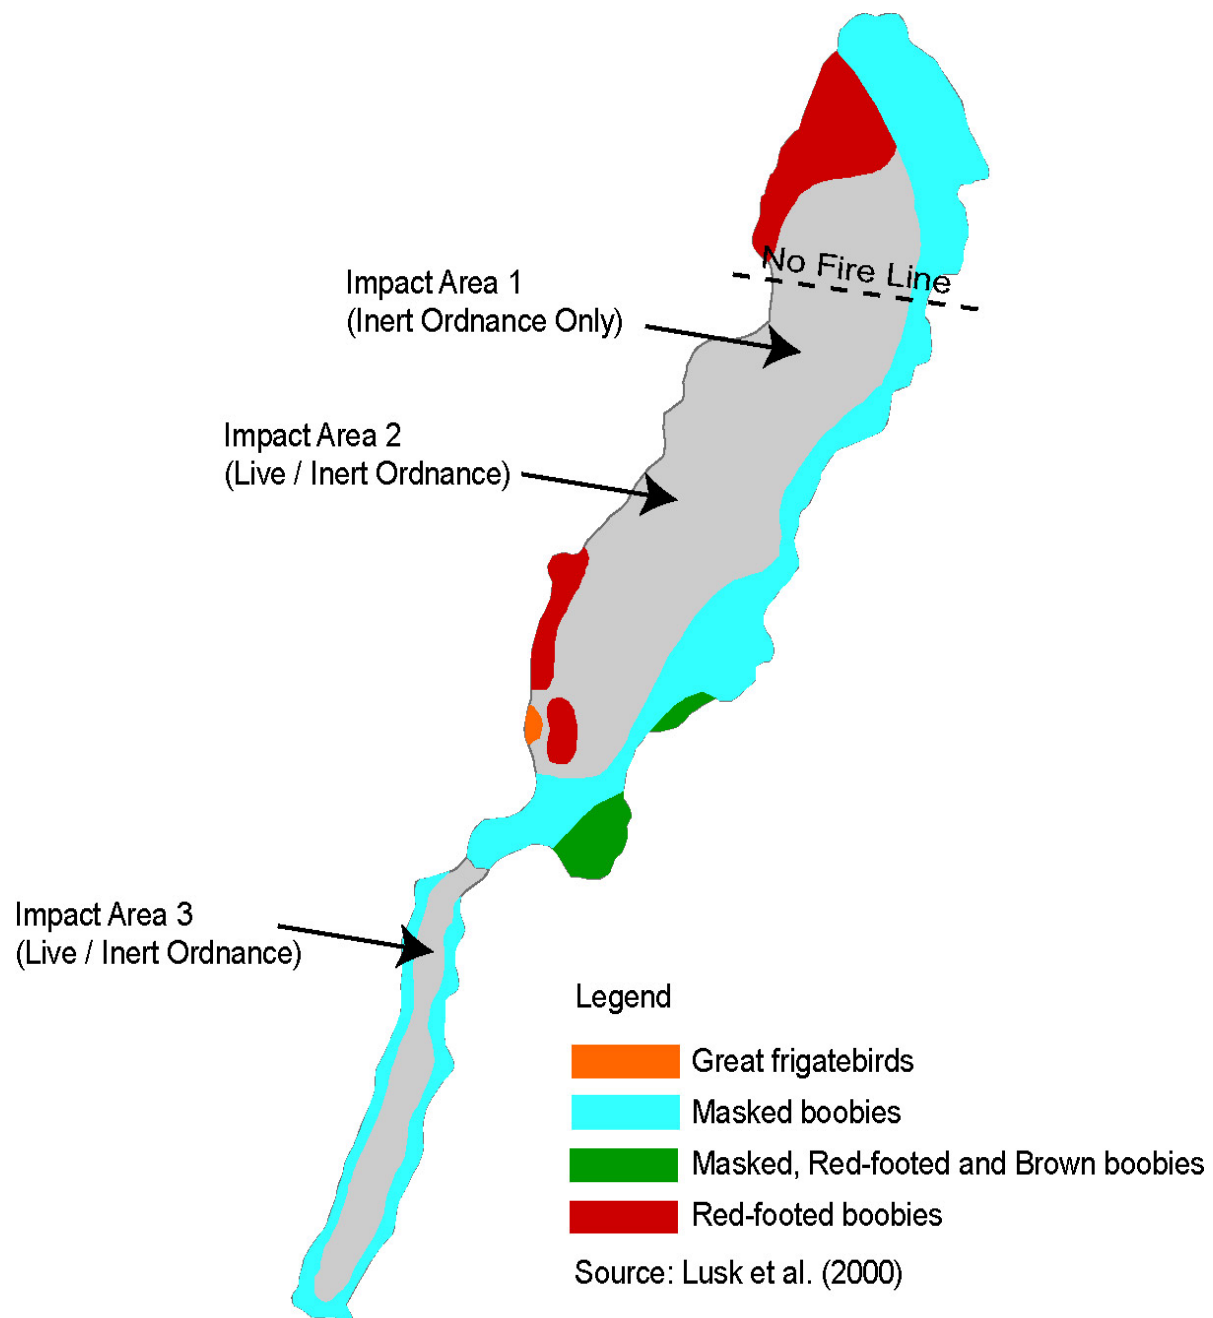 No Fire Line
Impact Area 1
(Inert Ordnance Only)
Impact Area 2
(Live / Inert Ordnance)
Impact Area 3
(Live / Inert Ordnance)
Legend
Great frigatebirds
Masked boobies
Masked, Red-footed and Brown boobies
Red-footed boobies
Source: Lusk et al. (2000)